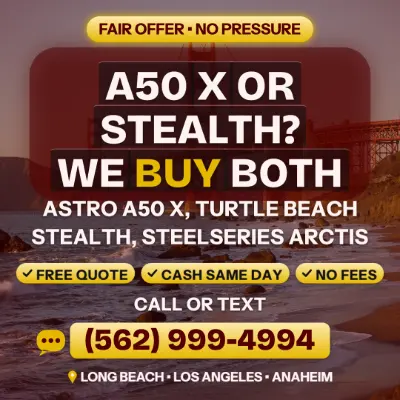 FAIR OFFER ▪ NO PRESSURE
A50 X OR
STEALTH?
WE BUY BOTH
ASTRO A50 X, TURTLE BEACH
STEALTH, STEELSERIES ARCTIS
✓ FREE QUOTE ✓ CASH SAME DAY ✓ NO FEES
CALL OR TEXT
(562) 999-4994
LONG BEACH ▪ LOS ANGELES ▪ ANAHEIM